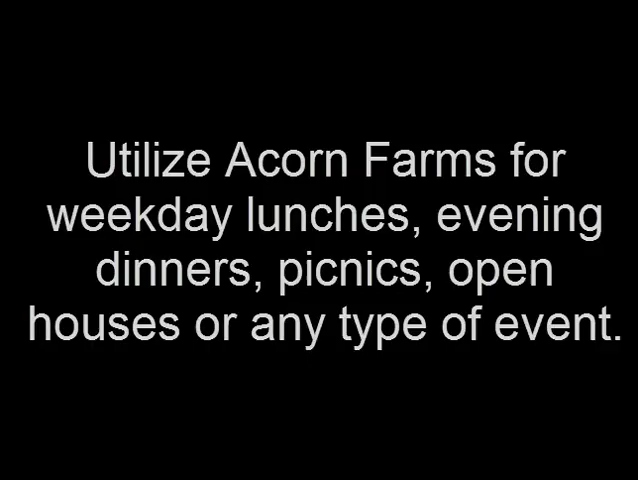 Utilize Acorn Farms for
weekday lunches, evening
dinners, picnics, open
houses or any type of event.